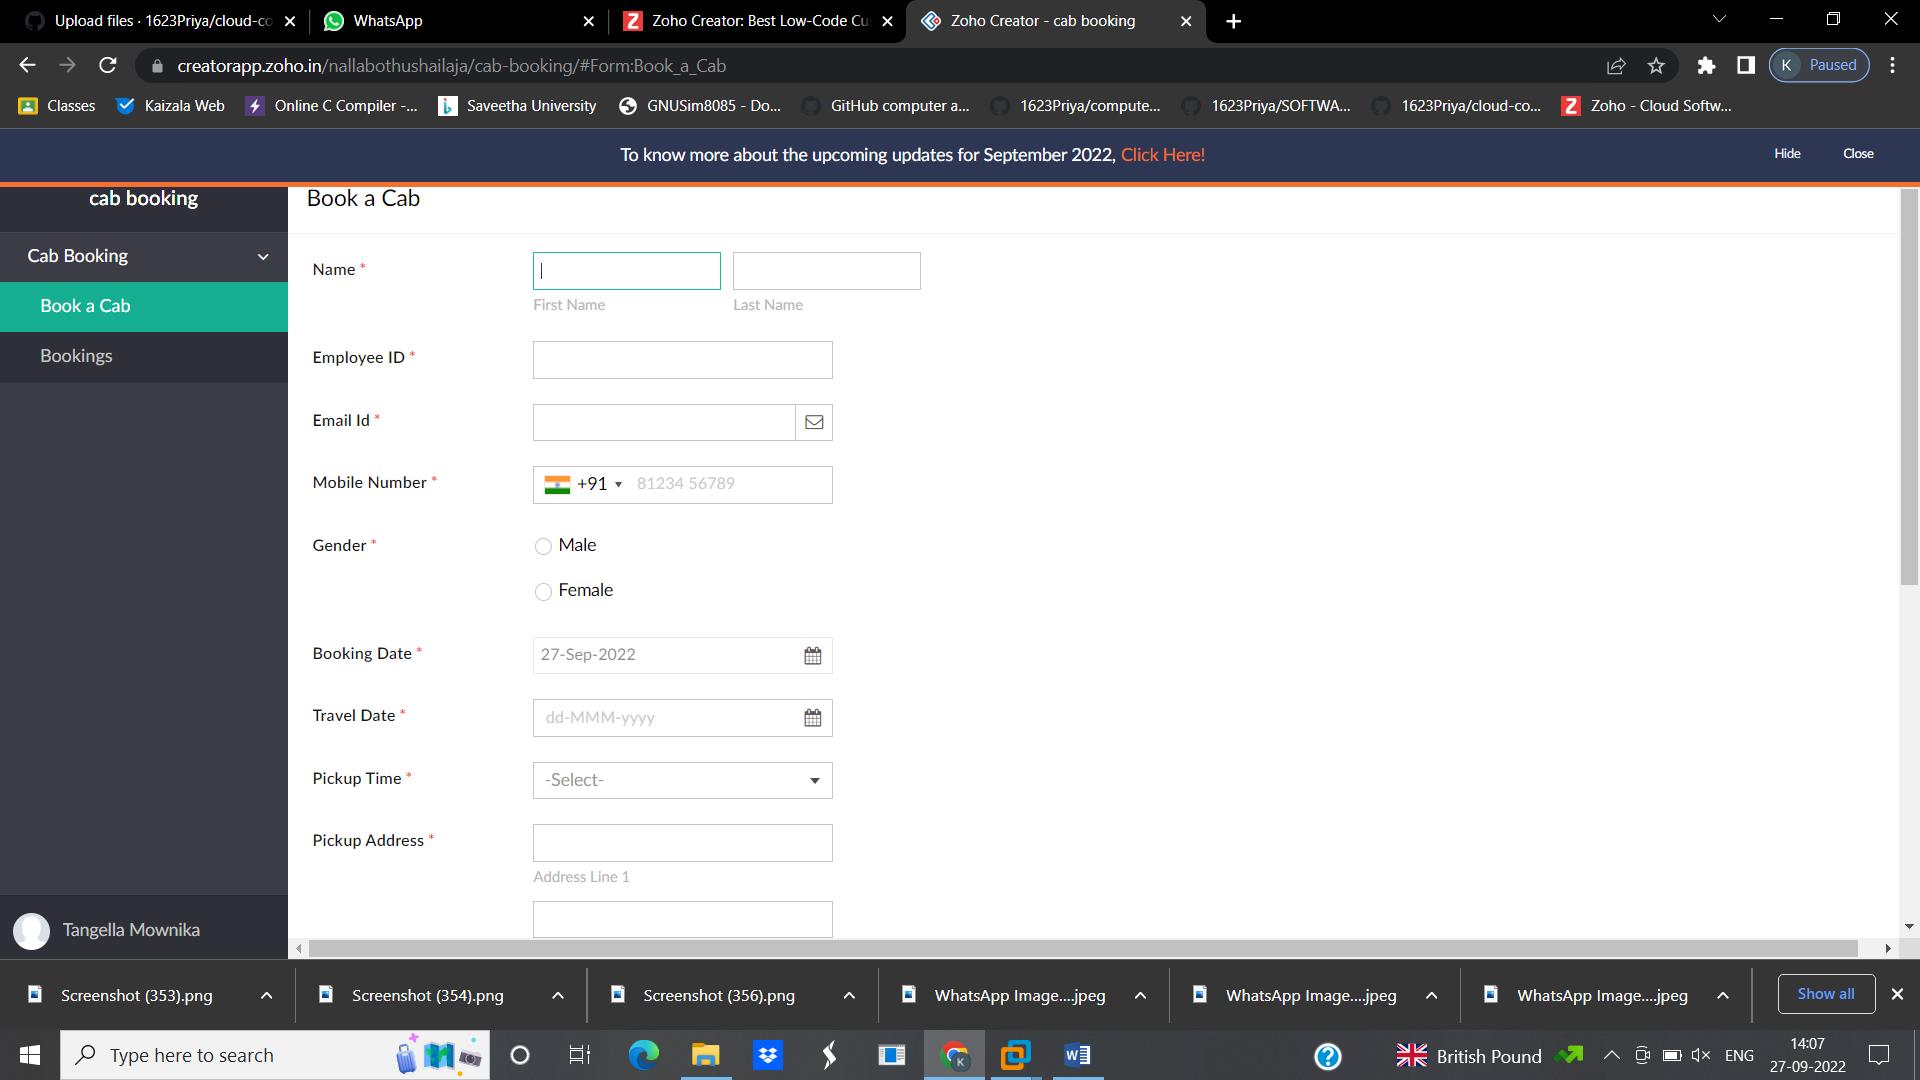 Upload files · 1623Priya/cloud-co
WhatsApp
Zoho Creator: Best Low-Code Cu
Zoho Creator - cab booking
creatorapp.zoho.in/nallabothushailaja/cab-booking/#Form:Book_a_Cab
K Paused
Classes
Kaizala Web
Online C Compiler -...
Saveetha University
GNUSim8085 - Do...
GitHub computer a...
1623Priya/compute...
1623Priya/SOFTWA...
1623Priya/cloud-co...
Zoho - Cloud Softw...
To know more about the upcoming updates for September 2022, Click Here!
Hide
Close
cab booking
Cab Booking
Book a Cab
Bookings
Tangella Mownika
Book a Cab
Name *
First Name
Last Name
Employee ID *
Email Id *
Mobile Number *
+91 81234 56789
Gender *
Male
Female
Booking Date *
27-Sep-2022
Travel Date *
dd-MMM-yyyy
Pickup Time *
-Select-
Pickup Address *
Address Line 1
Screenshot (353).png
Screenshot (354).png
Screenshot (356).png
WhatsApp Image....jpeg
WhatsApp Image....jpeg
WhatsApp Image....jpeg
Show all
Type here to search
British Pound
ENG
14:07
27-09-2022